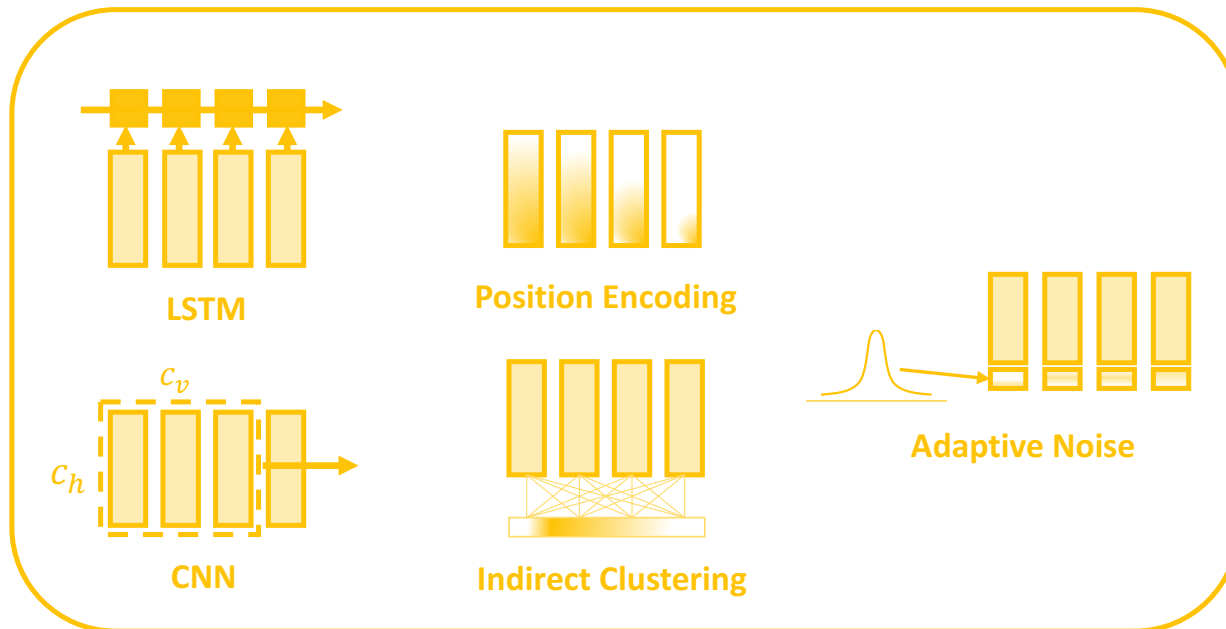 LSTM
Position Encoding
c_v
c_h
CNN
Indirect Clustering
Adaptive Noise